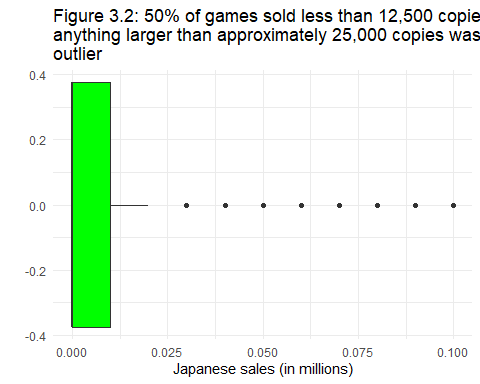 Figure 3.2: 50% of games sold less than 12,500 copie
anything larger than approximately 25,000 copies was
outlier
0.4
0.2
0.0
-0.2
-0.4
0.000
0.025
0.050
0.075
0.100
Japanese sales (in millions)